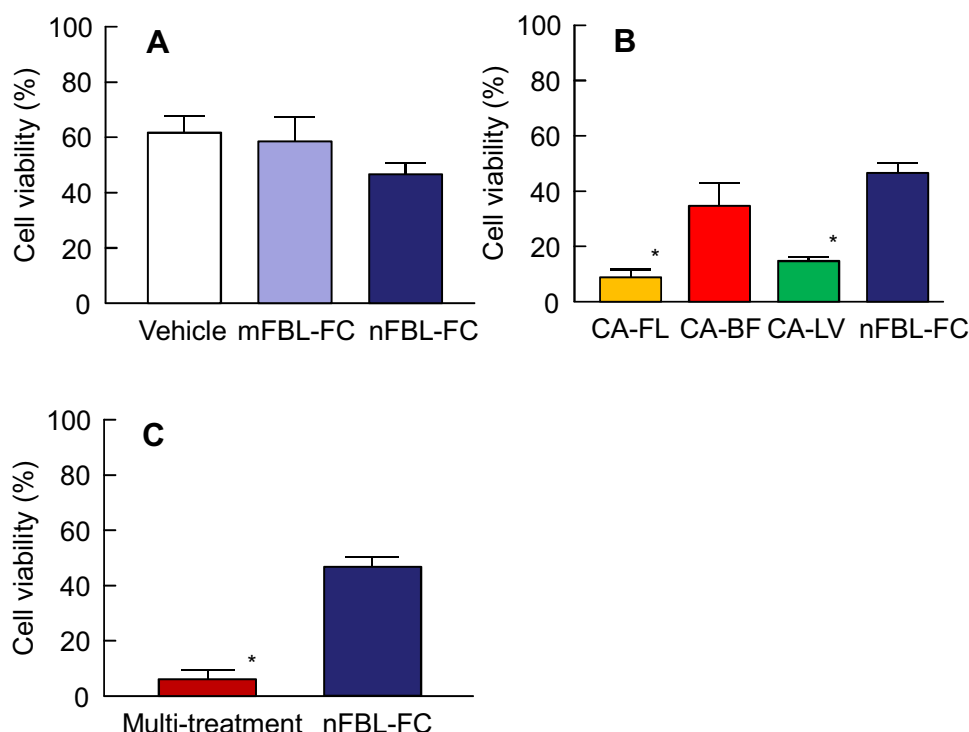 A
Cell viability (%)
100
80
60
40
20
0
Vehicle mFBL-FC nFBL-FC
B
Cell viability (%)
100
80
60
40
20
0
* *
CA-FL CA-BF CA-LV nFBL-FC
C
Cell viability (%)
100
80
60
40
20
0
*
Multi-treatment nFBL-FC